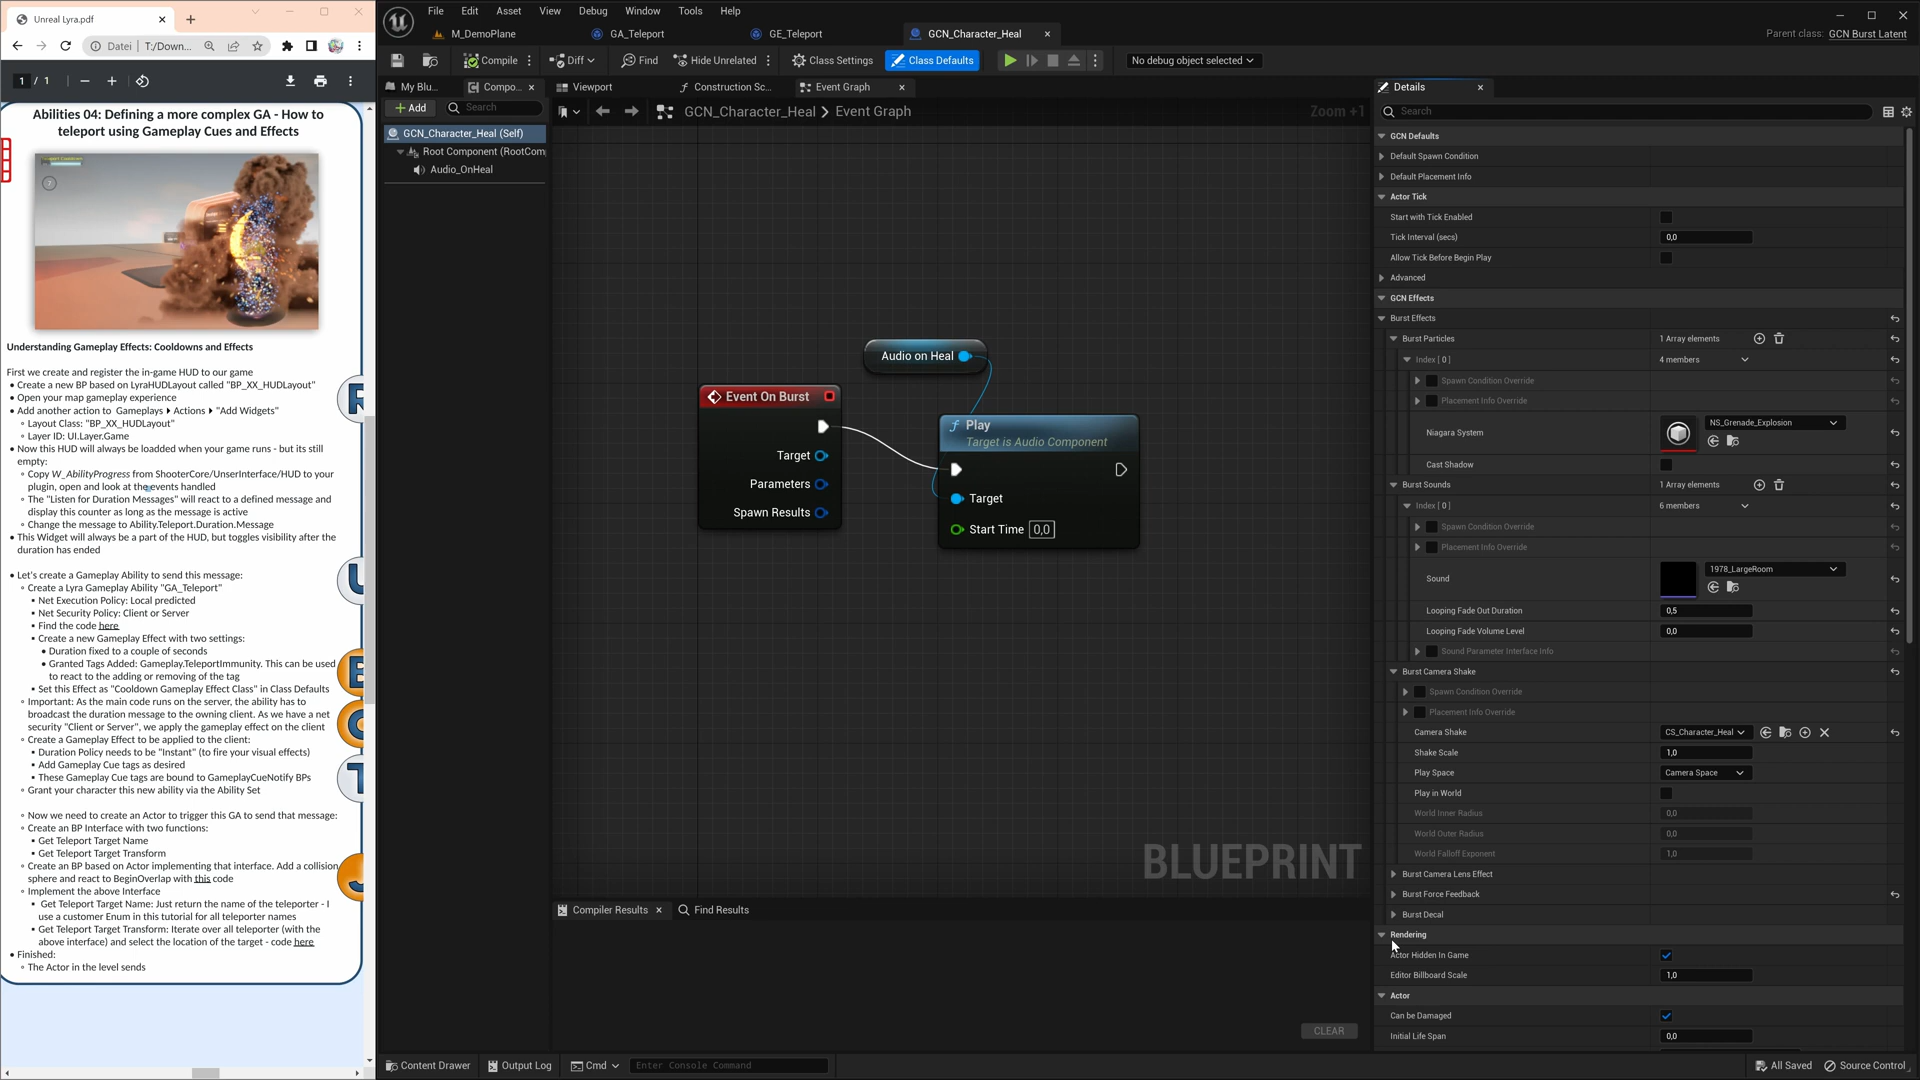 Unreal Lyra.pdf
Datei
T:/Down...
1 / 1
Abilities 04: Defining a more complex GA - How to
teleport using Gameplay Cues and Effects
Understanding Gameplay Effects: Cooldowns and Effects
First we create and register the in-game HUD to our game
• Create a new BP based on LyraHUDLayout called "BP_XX_HUDLayout"
• Open your map gameplay experience
• Add another action to Gameplays ▸ Actions ▸ "Add Widgets"
◦ Layout Class: "BP_XX_HUDLayout"
◦ Layer ID: UI.Layer.Game
• Now this HUD will always be loaded when your game runs - but its still
empty:
◦ Copy W_AbilityProgress from ShooterCore/UnserInterface/HUD to your
plugin, open and look at the events handled
◦ The "Listen for Duration Messages" will react to a defined message and
display this counter as long as the message is active
◦ Change the message to Ability.Teleport.Duration.Message
• This Widget will always be a part of the HUD, but toggles visibility after the
duration has ended
• Let's create a Gameplay Ability to send this message:
◦ Create a Lyra Gameplay Ability "GA_Teleport"
▪ Net Execution Policy: Local predicted
▪ Net Security Policy: Client or Server
▪ Find the code here
▪ Create a new Gameplay Effect with two settings:
• Duration fixed to a couple of seconds
• Granted Tags Added: Gameplay.TeleportImmunity. This can be used
to react to the adding or removing of the tag
▪ Set this Effect as "Cooldown Gameplay Effect Class" in Class Defaults
◦ Important: As the main code runs on the server, the ability has to
broadcast the duration message to the owning client. As we have a net
security "Client or Server", we apply the gameplay effect on the client
◦ Create a Gameplay Effect to be applied to the client:
▪ Duration Policy needs to be "Instant" (to fire your visual effects)
▪ Add Gameplay Cue tags as desired
▪ These Gameplay Cue tags are bound to GameplayCueNotify BPs
◦ Grant your character this new ability via the Ability Set
◦ Now we need to create an Actor to trigger this GA to send that message:
◦ Create an BP Interface with two functions:
▪ Get Teleport Target Name
▪ Get Teleport Target Transform
◦ Create an BP based on Actor implementing that interface. Add a collision
sphere and react to BeginOverlap with this code
◦ Implement the above Interface
▪ Get Teleport Target Name: Just return the name of the teleporter - I
use a customer Enum in this tutorial for all teleporter names
▪ Get Teleport Target Transform: Iterate over all teleporter (with the
above interface) and select the location of the target - code here
• Finished:
◦ The Actor in the level sends
R
U
B
O
T
J
File Edit Asset View Debug Window Tools Help
M_DemoPlane GA_Teleport GE_Teleport GCN_Character_Heal
Parent class: GCN Burst Latent
Compile Diff Find Hide Unrelated Class Settings Class Defaults No debug object selected
My Blu... Compo...
Add Search
GCN_Character_Heal (Self)
Root Component (RootCom
Audio_OnHeal
Viewport Construction Sc... Event Graph
GCN_Character_Heal > Event Graph
Zoom +1
Audio on Heal
Event On Burst
Target
Parameters
Spawn Results
Play
Target is Audio Component
Target
Start Time 0,0
BLUEPRINT
Compiler Results Find Results
CLEAR
Details
Search
GCN Defaults
Default Spawn Condition
Default Placement Info
Actor Tick
Start with Tick Enabled
Tick Interval (secs) 0,0
Allow Tick Before Begin Play
Advanced
GCN Effects
Burst Effects
Burst Particles 1 Array elements
Index [ 0 ] 4 members
Spawn Condition Override
Placement Info Override
Niagara System NS_Grenade_Explosion
Cast Shadow
Burst Sounds 1 Array elements
Index [ 0 ] 6 members
Spawn Condition Override
Placement Info Override
Sound 1978_LargeRoom
Looping Fade Out Duration 0,5
Looping Fade Volume Level 0,0
Sound Parameter Interface Info
Burst Camera Shake
Spawn Condition Override
Placement Info Override
Camera Shake CS_Character_Heal
Shake Scale 1,0
Play Space Camera Space
Play in World
World Inner Radius 0,0
World Outer Radius 0,0
World Falloff Exponent 1,0
Burst Camera Lens Effect
Burst Force Feedback
Burst Decal
Rendering
Actor Hidden In Game
Editor Billboard Scale 1,0
Actor
Can be Damaged
Initial Life Span 0,0
Content Drawer Output Log Cmd Enter Console Command
All Saved Source Control